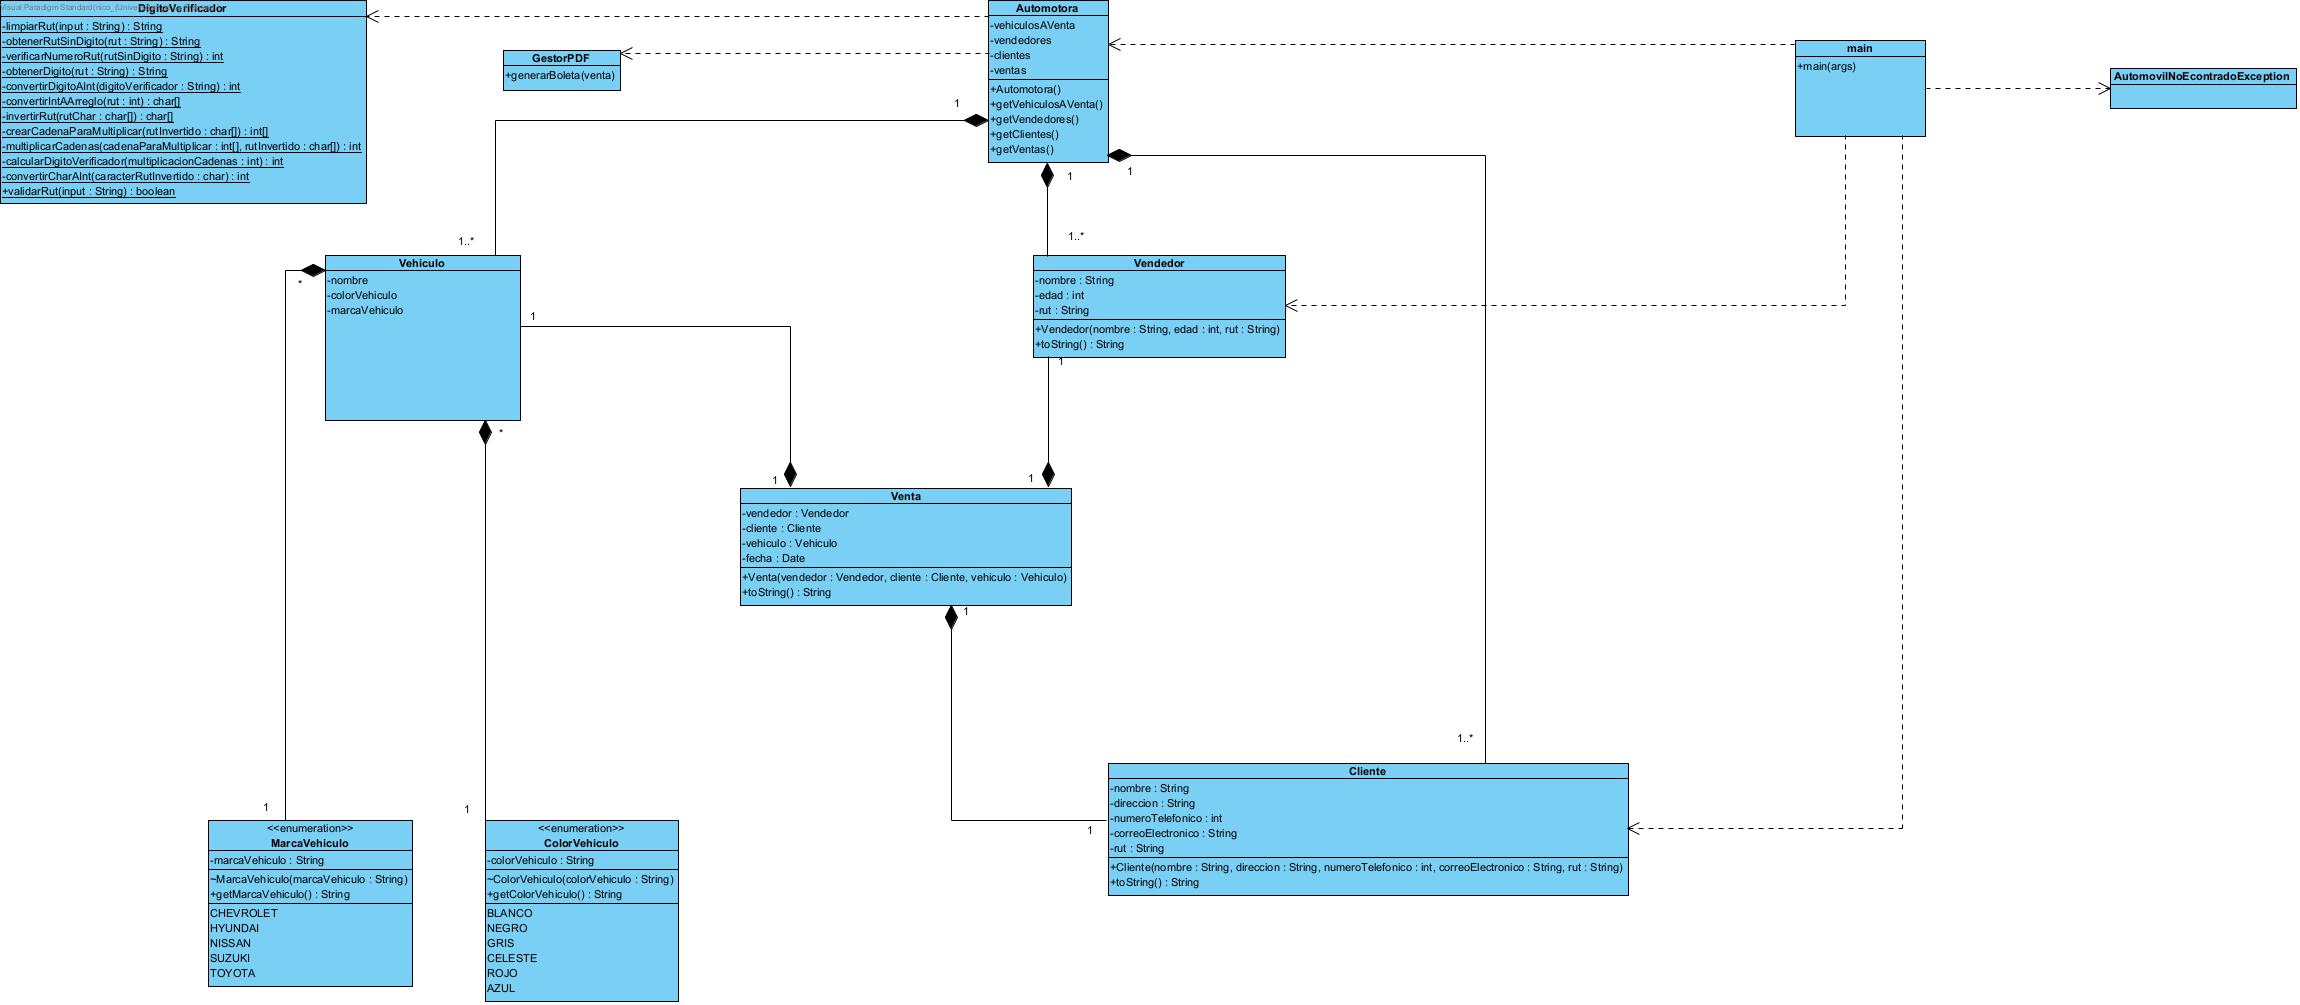 Visual Paradigm Standard(nico_(Unive
DigitoVerificador
-limpiarRut(input : String) : String
-obtenerRutSinDigito(rut : String) : String
-verificarNumeroRut(rutSinDigito : String) : int
-obtenerDigito(rut : String) : String
-convertirDigitoAInt(digitoVerificador : String) : int
-convertirIntAArreglo(rut : int) : char[]
-invertirRut(rutChar : char[]) : char[]
-crearCadenaParaMultiplicar(rutInvertido : char[]) : int[]
-multiplicarCadenas(cadenaParaMultiplicar : int[], rutInvertido : char[]) : int
-calcularDigitoVerificador(multiplicacionCadenas : int) : int
-convertirCharAInt(caracterRutInvertido : char) : int
+validarRut(input : String) : boolean
GestorPDF
+generarBoleta(venta)
Automotora
-vehiculosAVenta
-vendedores
-clientes
-ventas
+Automotora()
+getVehiculosAVenta()
+getVendedores()
+getClientes()
+getVentas()
main
+main(args)
AutomovilNoEcontradoException
1
1
1
1..*
1..*
Vehiculo
-nombre
-colorVehiculo
-marcaVehiculo
*
1
*
Vendedor
-nombre : String
-edad : int
-rut : String
+Vendedor(nombre : String, edad : int, rut : String)
+toString() : String
1
1
1
Venta
-vendedor : Vendedor
-cliente : Cliente
-vehiculo : Vehiculo
-fecha : Date
+Venta(vendedor : Vendedor, cliente : Cliente, vehiculo : Vehiculo)
+toString() : String
1
1..*
1
1
1
<<enumeration>>
MarcaVehiculo
-marcaVehiculo : String
~MarcaVehiculo(marcaVehiculo : String)
+getMarcaVehiculo() : String
CHEVROLET
HYUNDAI
NISSAN
SUZUKI
TOYOTA
<<enumeration>>
ColorVehiculo
-colorVehiculo : String
~ColorVehiculo(colorVehiculo : String)
+getColorVehiculo() : String
BLANCO
NEGRO
GRIS
CELESTE
ROJO
AZUL
Cliente
-nombre : String
-direccion : String
-numeroTelefonico : int
-correoElectronico : String
-rut : String
+Cliente(nombre : String, direccion : String, numeroTelefonico : int, correoElectronico : String, rut : String)
+toString() : String